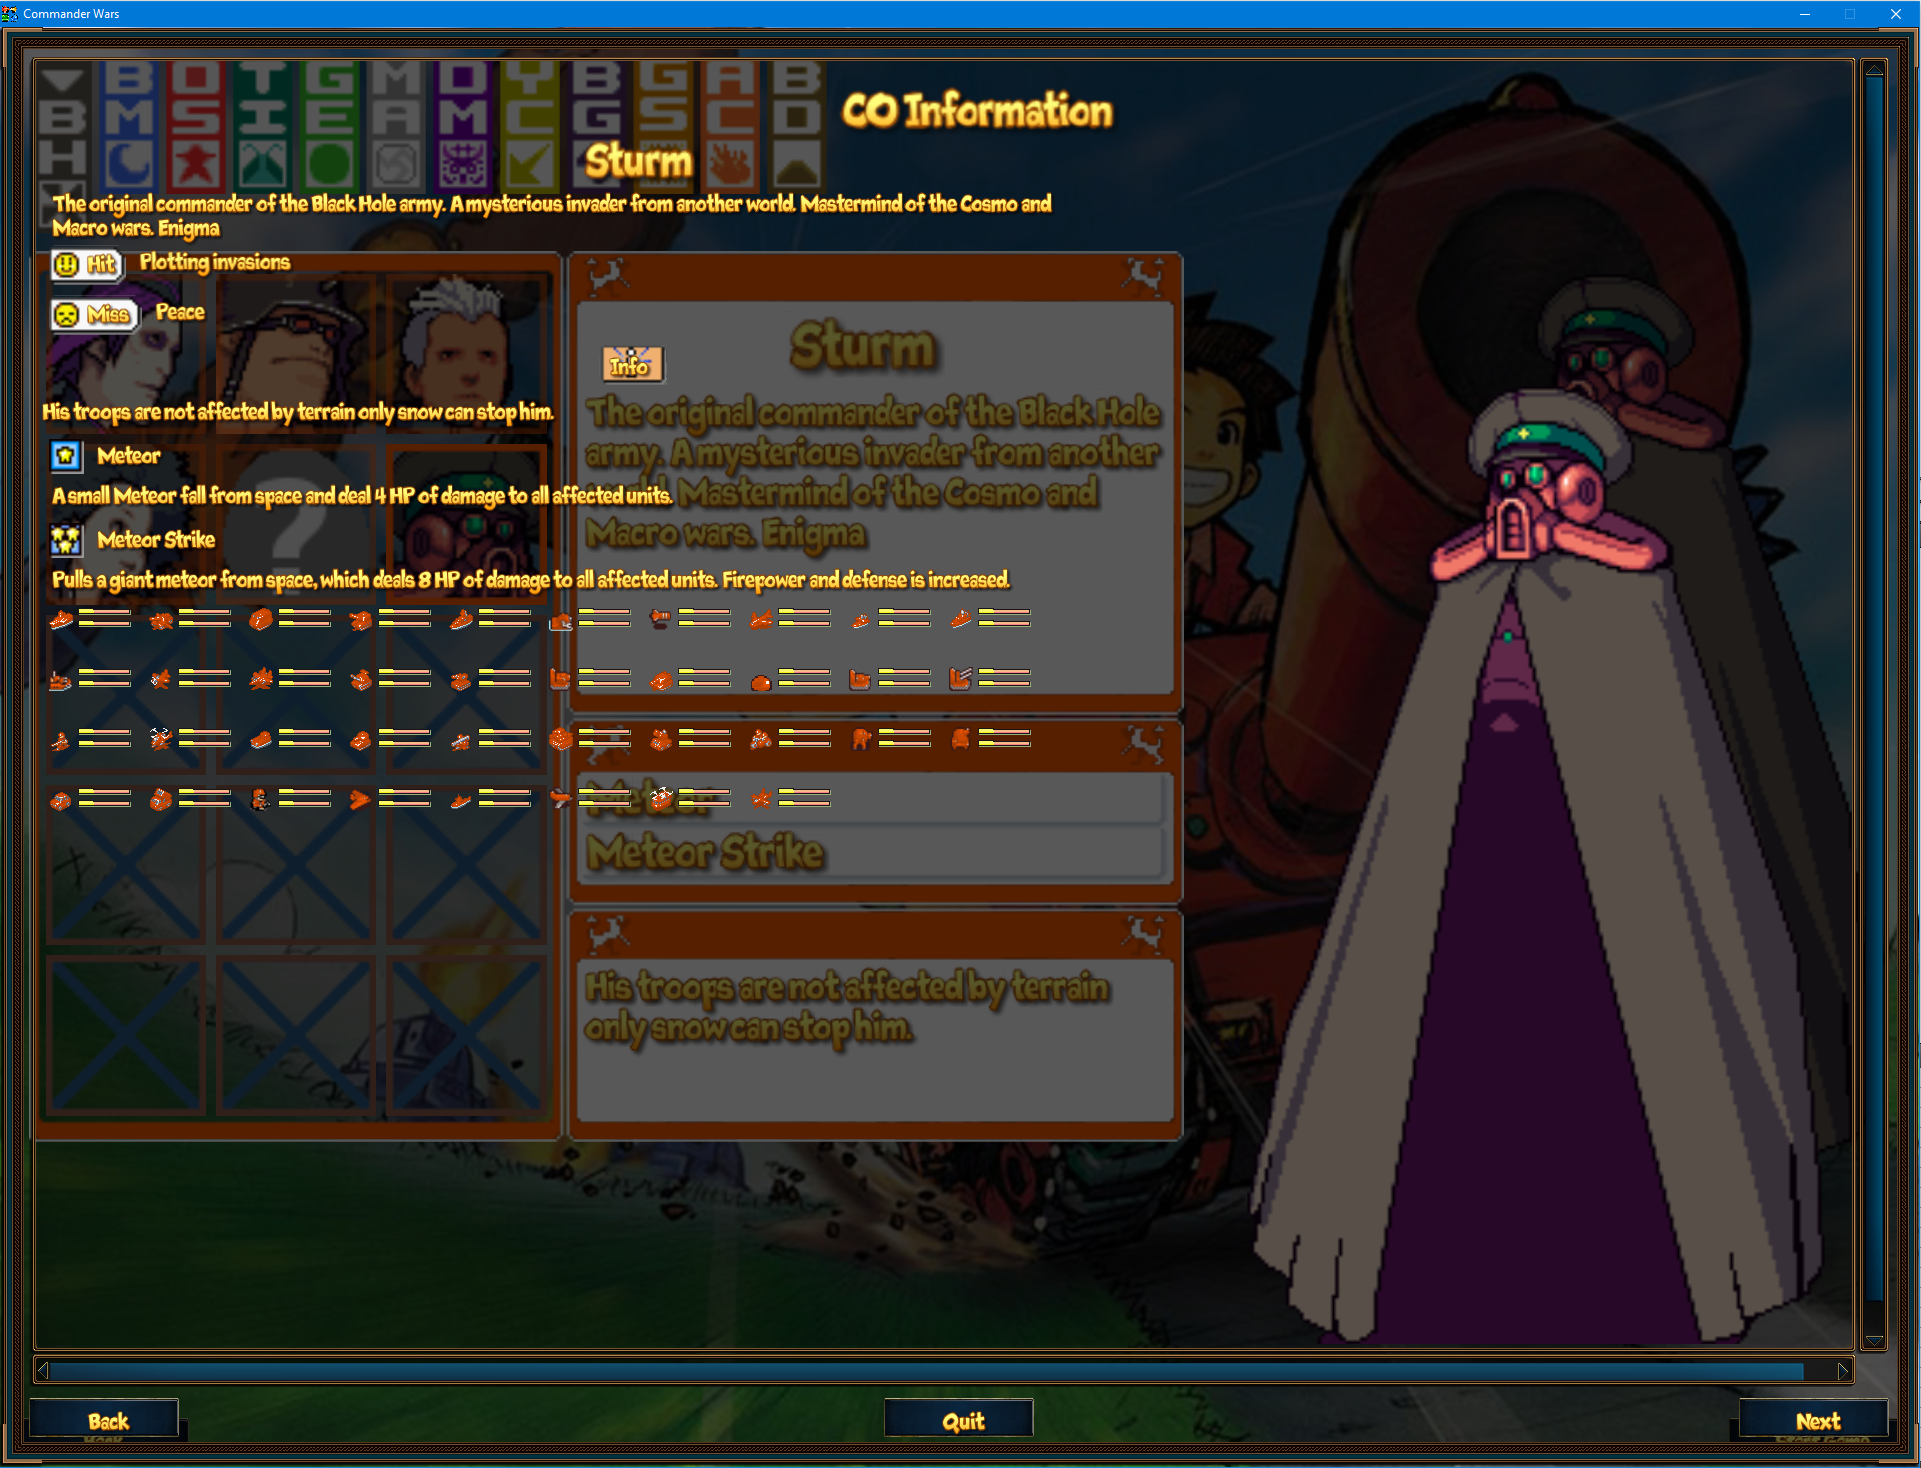 Commander Wars
B O T G M D Y B G A B
B M S I E A M C G S C D
H
CO Information
Sturm
The original commander of the Black Hole army. A mysterious invader from another world. Mastermind of the Cosmo and
Macro wars. Enigma
Hit Plotting invasions
Miss Peace
Sturm
Info
His troops are not affected by terrain only snow can stop him.
The original commander of the Black Hole
army. A mysterious invader from another
Meteor
A small Meteor fall from space and deal 4 HP of damage to all affected units.
Mastermind of the Cosmo and
Macro wars. Enigma
?
Meteor Strike
Pulls a giant meteor from space, which deals 8 HP of damage to all affected units. Firepower and defense is increased.
Meteor
Meteor Strike
His troops are not affected by terrain
only snow can stop him.
Back
Quit
Next